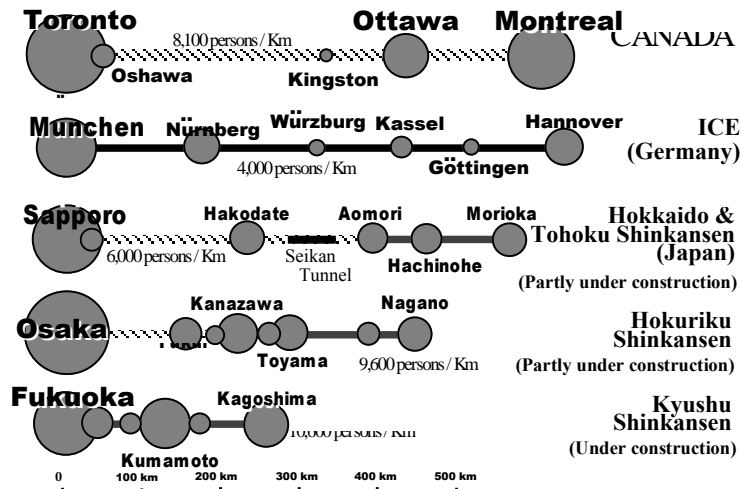 Toronto
Ottawa
Montreal
CANADA
8,100 persons / Km
Oshawa
Kingston
München
Nürnberg
Würzburg
Kassel
Hannover
ICE
(Germany)
4,000 persons / Km
Göttingen
Sapporo
Hakodate
Aomori
Morioka
Hokkaido &
Tohoku Shinkansen
(Japan)
6,000 persons / Km
Seikan
Tunnel
Hachinohe
(Partly under construction)
Kanazawa
Nagano
Osaka
Hokuriku
Shinkansen
Toyama
9,600 persons / Km
(Partly under construction)
Fukuoka
Kagoshima
Kyushu
Shinkansen
persons / Km
(Under construction)
Kumamoto
0 100 km 200 km 300 km 400 km 500 km